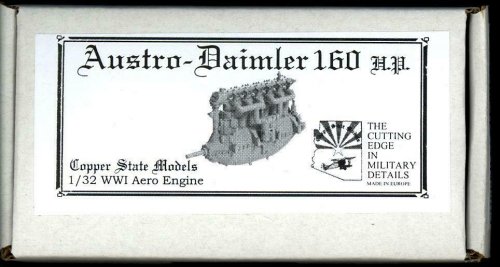 Austro-Daimler 160 H.P.
Copper State Models
1/32 WWI Aero Engine
THE
CUTTING
EDGE
IN
MILITARY
DETAILS
MADE IN EUROPE